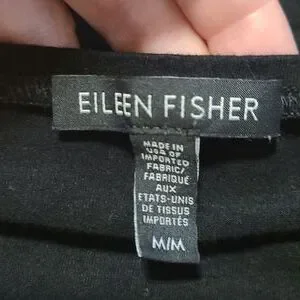 EILEEN FISHER
MADE IN
USA OF
IMPORTED
FABRIC/
FABRIQUÉ
AUX
ETATS-UNIS
DE TISSUS
IMPORTÉS
M/M